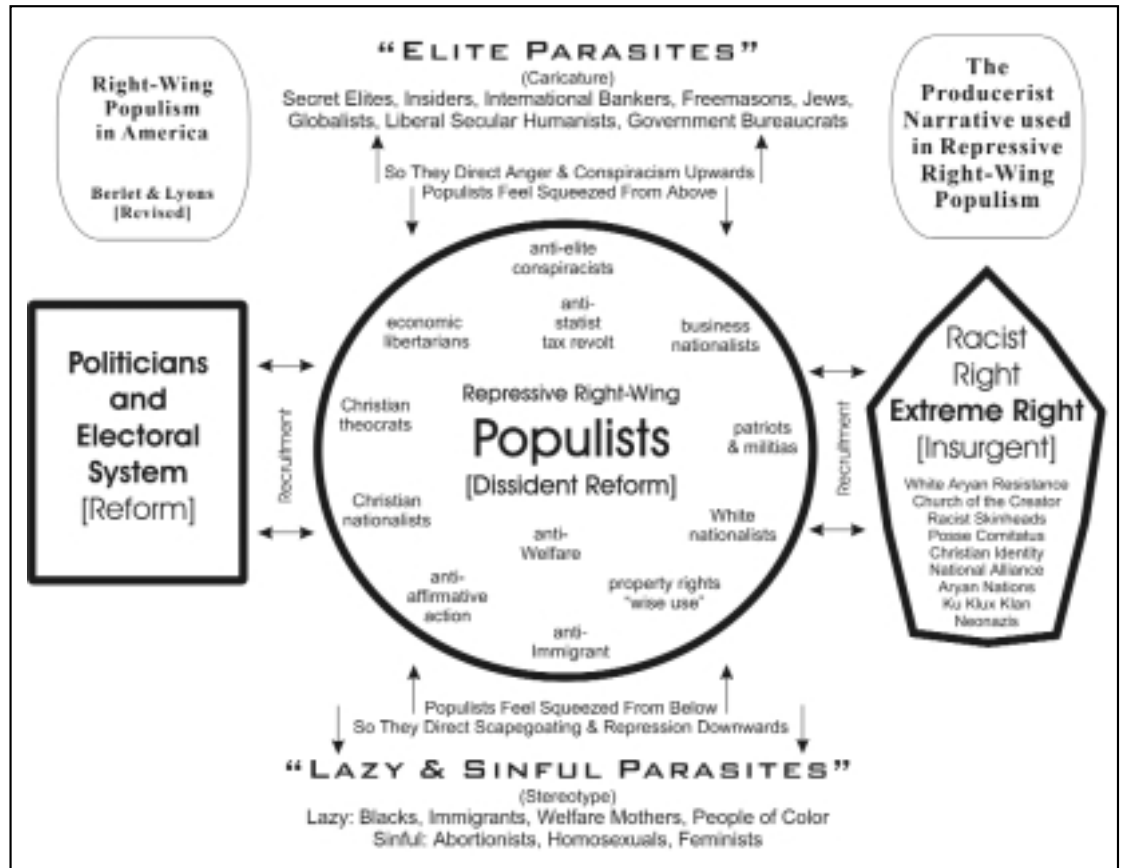 Right-Wing
Populism
in America
Berlet & Lyons
[Revised]
“ELITE PARASITES”
(Caricature)
Secret Elites, Insiders, International Bankers, Freemasons, Jews,
Globalists, Liberal Secular Humanists, Government Bureaucrats
The
Producerist
Narrative used
in Repressive
Right-Wing
Populism
So They Direct Anger & Conspiracism Upwards
Populists Feel Squeezed From Above
Politicians
and
Electoral
System
[Reform]
Recruitment
anti-elite
conspiracists
economic
libertarians
anti-
statist
tax revolt
business
nationalists
Christian
theocrats
Repressive Right-Wing
Populists
[Dissident Reform]
patriots
& militias
Christian
nationalists
anti-
Welfare
White
nationalists
anti-
affirmative
action
property rights
“wise use”
anti-
Immigrant
Recruitment
Racist
Right
Extreme Right
[Insurgent]
White Aryan Resistance
Church of the Creator
Racist Skinheads
Posse Comitatus
Christian Identity
National Alliance
Aryan Nations
Ku Klux Klan
Neonazis
Populists Feel Squeezed From Below
So They Direct Scapegoating & Repression Downwards
“LAZY & SINFUL PARASITES”
(Stereotype)
Lazy: Blacks, Immigrants, Welfare Mothers, People of Color
Sinful: Abortionists, Homosexuals, Feminists